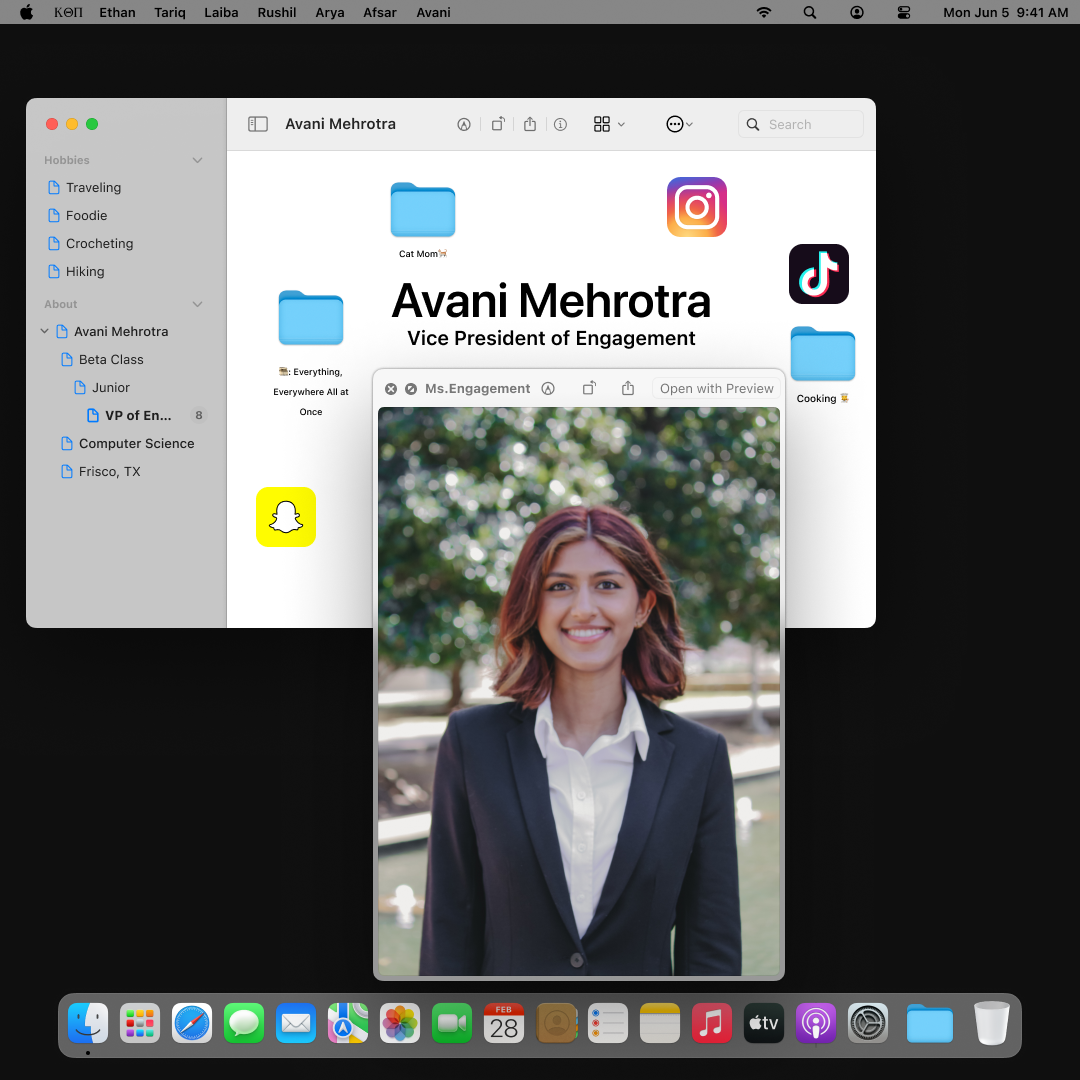 ΚΘΠ Ethan Tariq Laiba Rushil Arya Afsar Avani Mon Jun 5 9:41 AM
Avani Mehrotra
Search
Hobbies
Traveling
Foodie
Crocheting
Hiking
About
Avani Mehrotra
Beta Class
Junior
VP of En... 8
Computer Science
Frisco, TX
Cat Mom
Avani Mehrotra
Vice President of Engagement
: Everything,
Everywhere All at
Once
Cooking
Ms.Engagement Open with Preview
FEB
28
tv